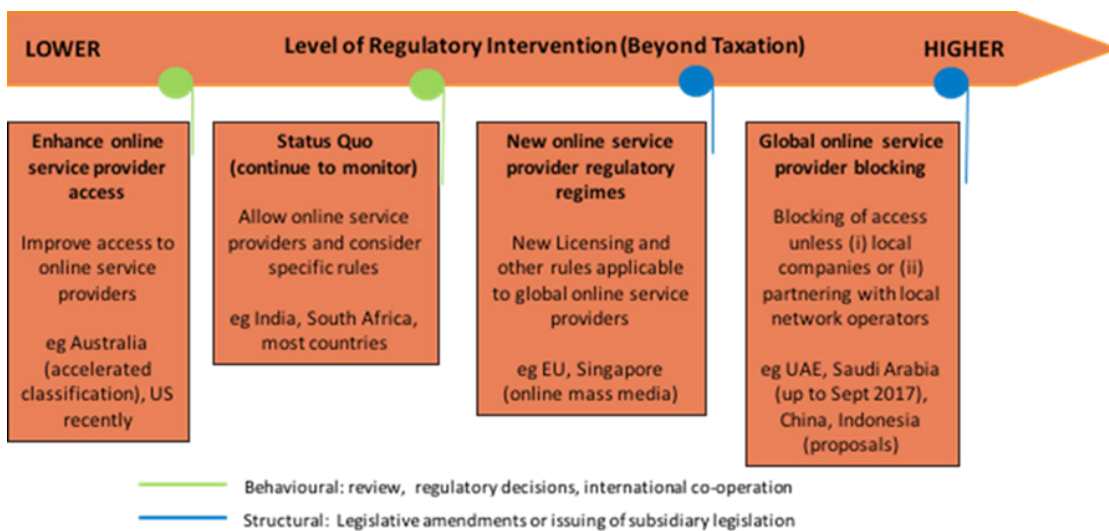 LOWER
Level of Regulatory Intervention (Beyond Taxation)
HIGHER
Enhance online
service provider
access
Improve access to
online service
providers
eg Australia
(accelerated
classification), US
recently
Status Quo
(continue to monitor)
Allow online service
providers and consider
specific rules
eg India, South Africa,
most countries
New online service
provider regulatory
regimes
New Licensing and
other rules applicable
to global online service
providers
eg EU, Singapore
(online mass media)
Global online service
provider blocking
Blocking of access
unless (i) local
companies or (ii)
partnering with local
network operators
eg UAE, Saudi Arabia
(up to Sept 2017),
China, Indonesia
(proposals)
Behavioural: review, regulatory decisions, international co-operation
Structural: Legislative amendments or issuing of subsidiary legislation